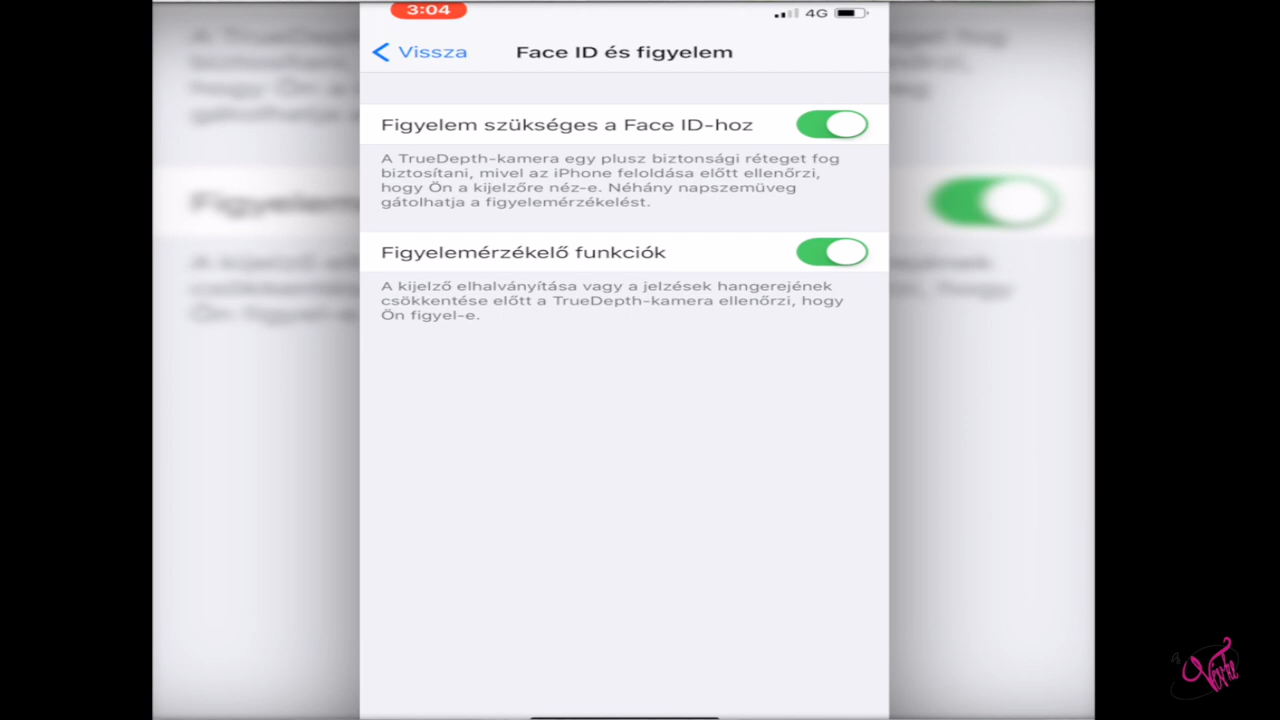 3:04
4G
Vissza
Face ID és figyelem
Figyelem szükséges a Face ID-hoz
A TrueDepth-kamera egy plusz biztonsági réteget fog
biztosítani, mivel az iPhone feloldása előtt ellenőrzi,
hogy Ön a kijelzőre néz-e. Néhány napszemüveg
gátolhatja a figyelemérzékelést.
Figyelemérzékelő funkciók
A kijelző elhalványítása vagy a jelzések hangerejének
csökkentése előtt a TrueDepth-kamera ellenőrzi, hogy
Ön figyel-e.